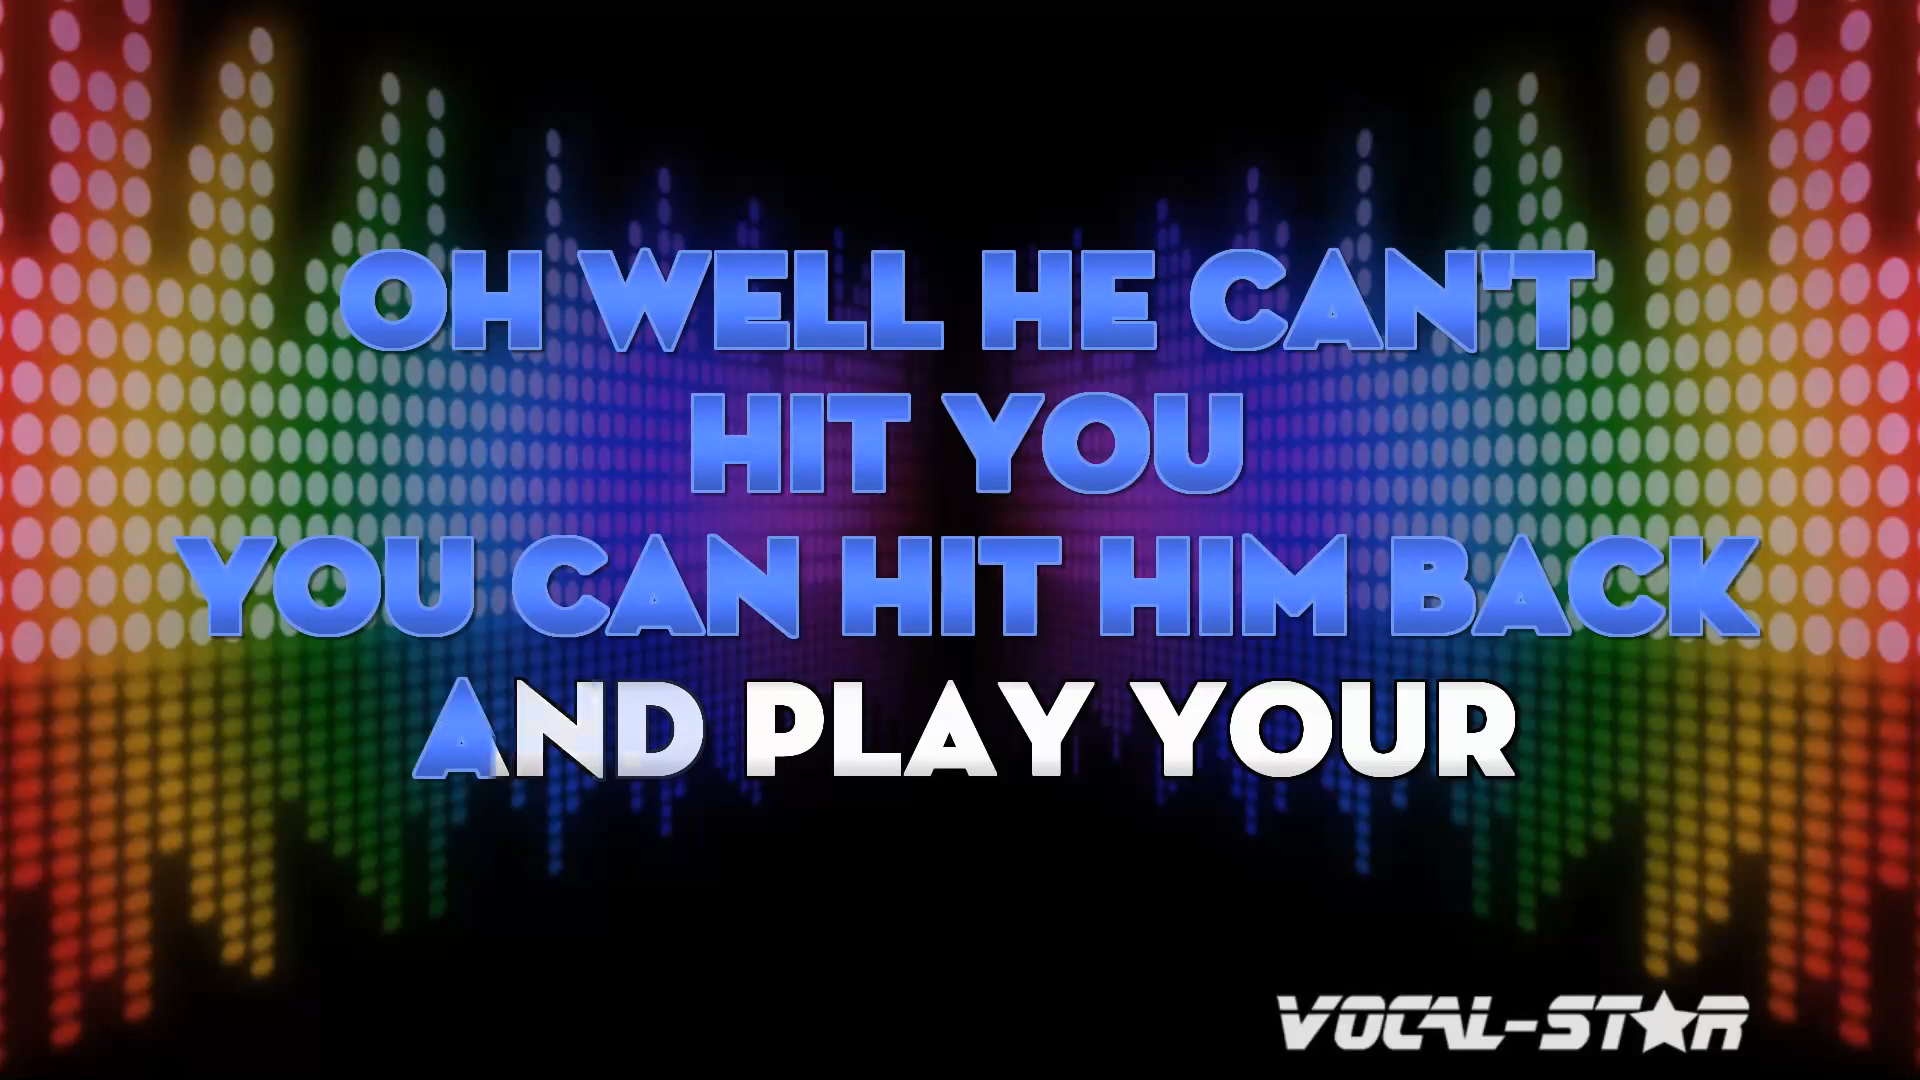 OH WELL HE CAN'T
HIT YOU
YOU CAN HIT HIM BACK
AND PLAY YOUR
VOCAL-STAR